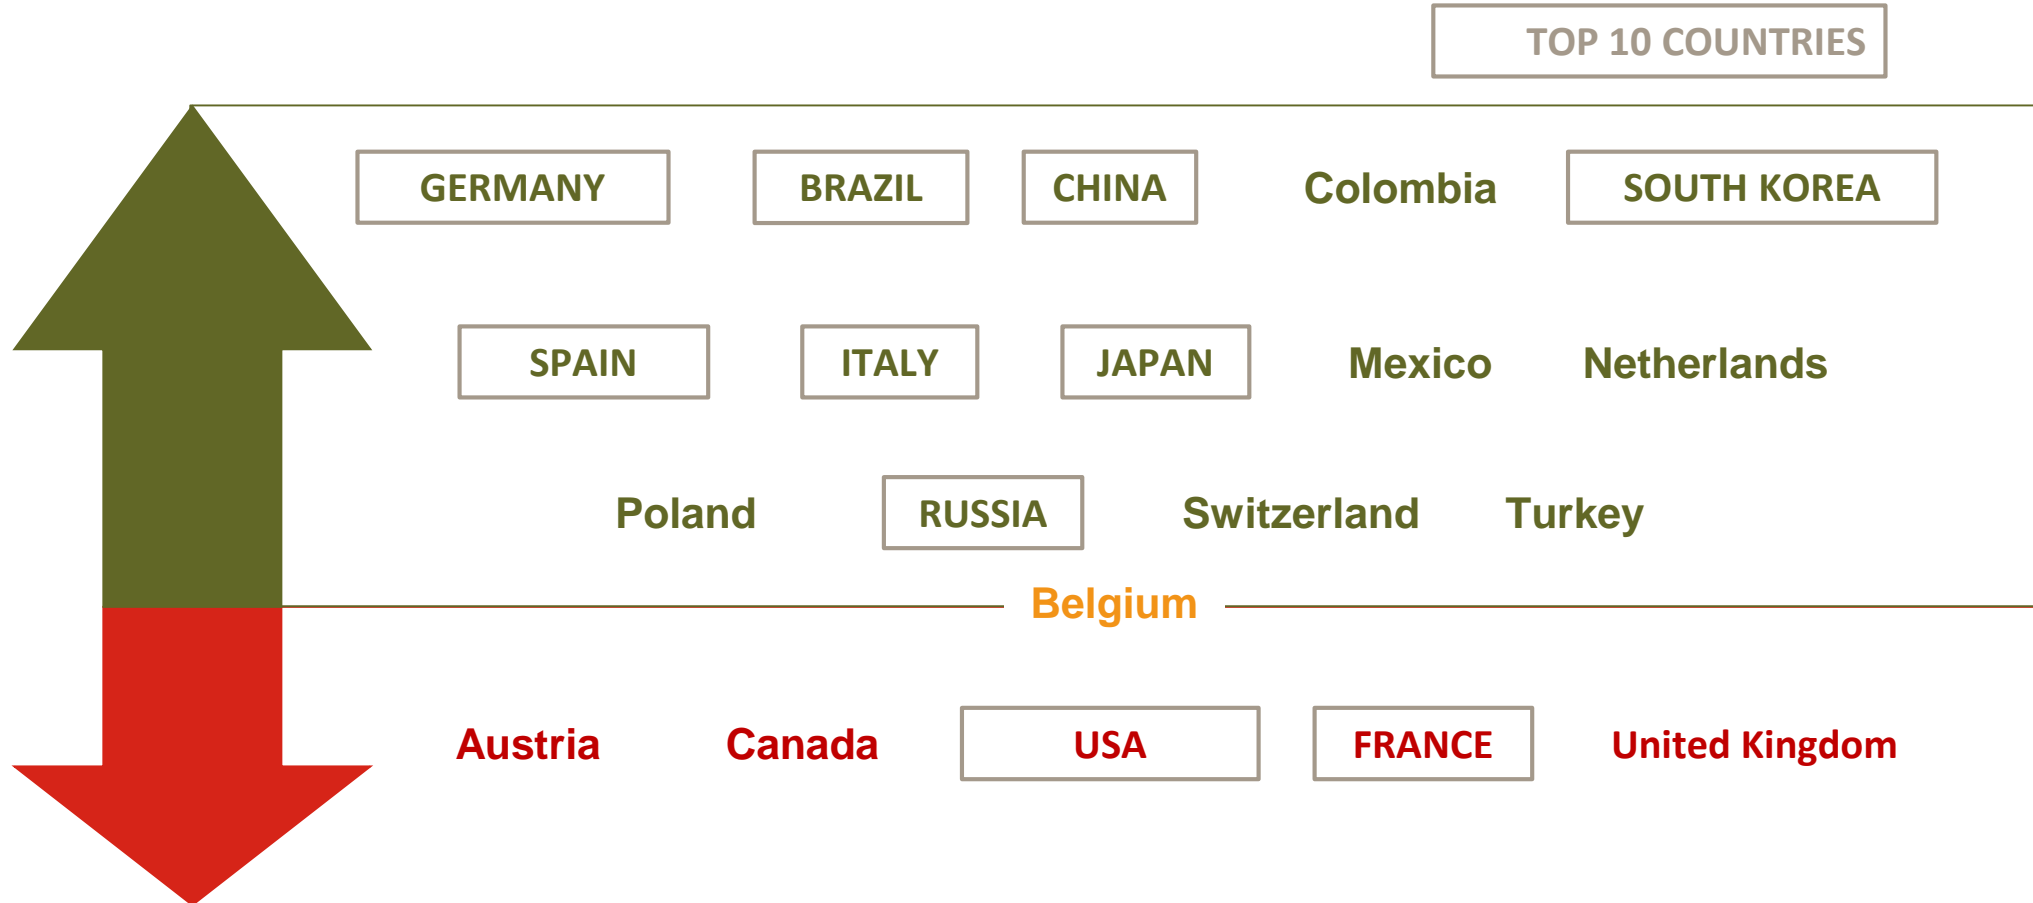 TOP 10 COUNTRIES
GERMANY BRAZIL CHINA Colombia SOUTH KOREA
SPAIN ITALY JAPAN Mexico Netherlands
Poland RUSSIA Switzerland Turkey
Belgium
Austria Canada USA FRANCE United Kingdom